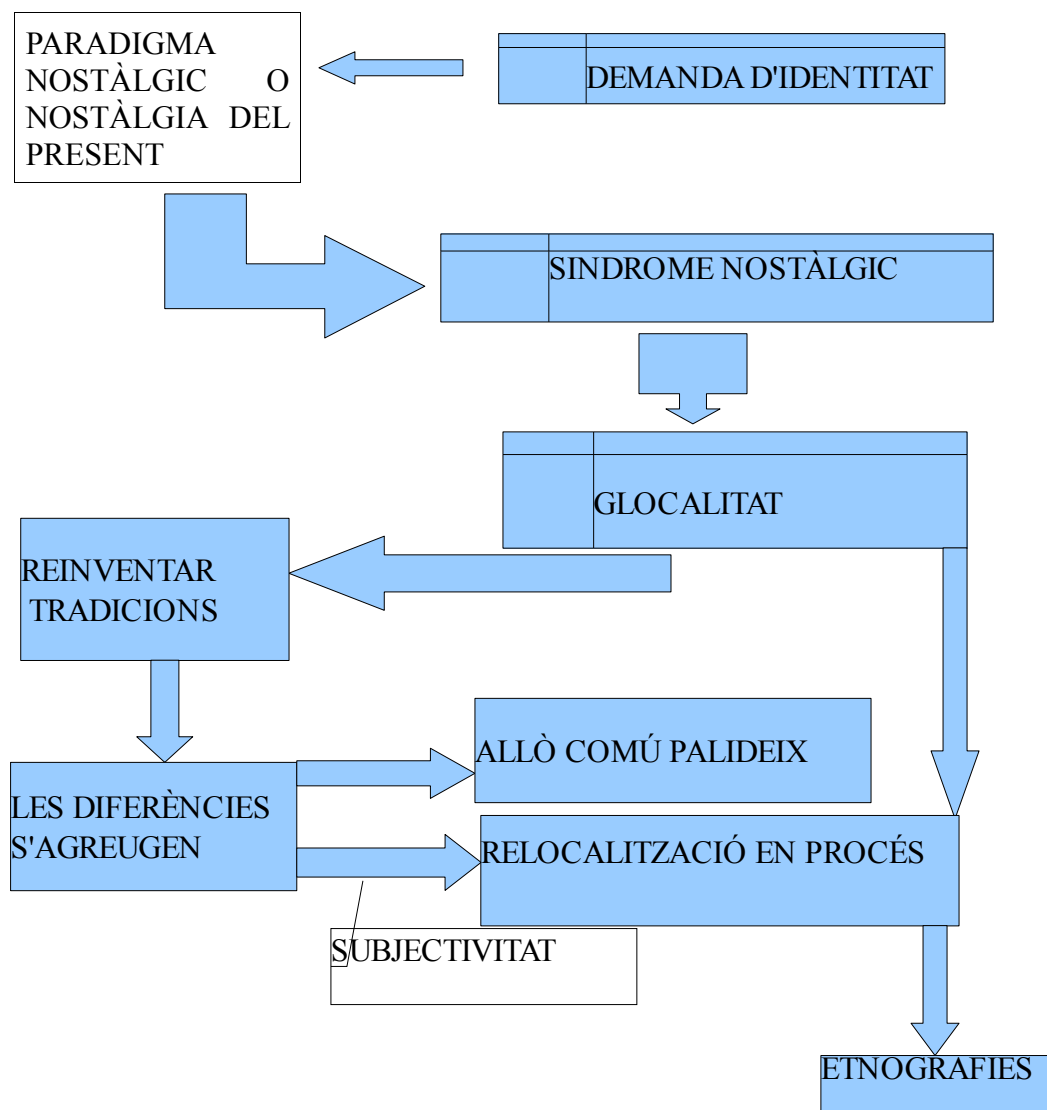 PARADIGMA
NOSTÀLGIC O
NOSTÀLGIA DEL
PRESENT
DEMANDA D'IDENTITAT
SINDROME NOSTÀLGIC
GLOCALITAT
REINVENTAR
TRADICIONS
ALLÒ COMÚ PALIDEIX
LES DIFERÈNCIES
S'AGREUGEN
RELOCALITZACIÓ EN PROCÉS
SUBJECTIVITAT
ETNOGRAFIES